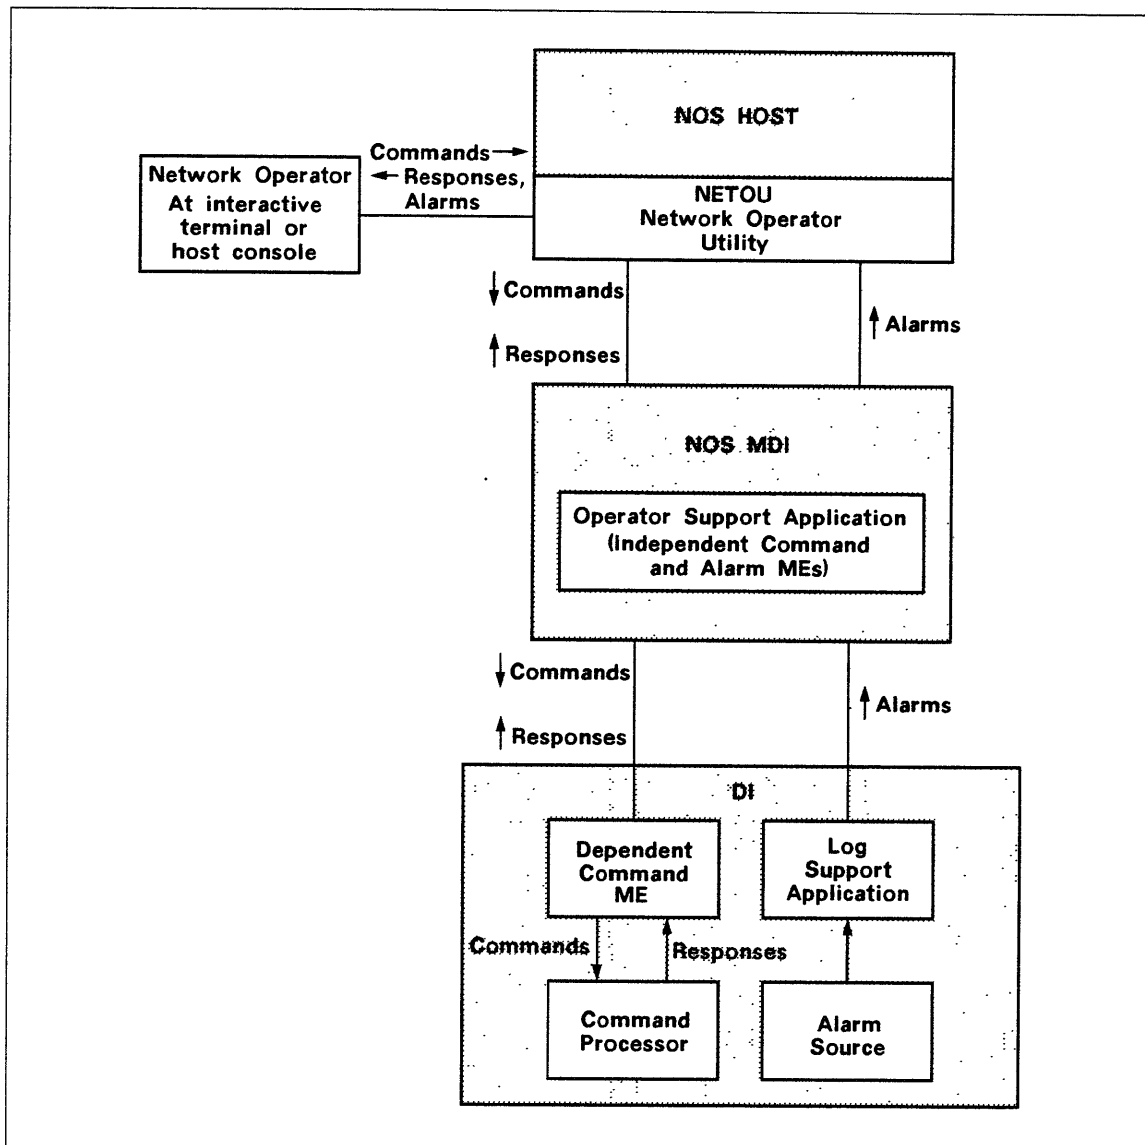 NOS HOST
Commands
Responses,
Alarms
Network Operator
At interactive
terminal or
host console
NETOU
Network Operator
Utility
Commands
Alarms
Responses
NOS MDI
Operator Support Application
(Independent Command
and Alarm MEs)
Commands
Alarms
Responses
DI
Dependent
Command
ME
Log
Support
Application
Commands
Responses
Command
Processor
Alarm
Source